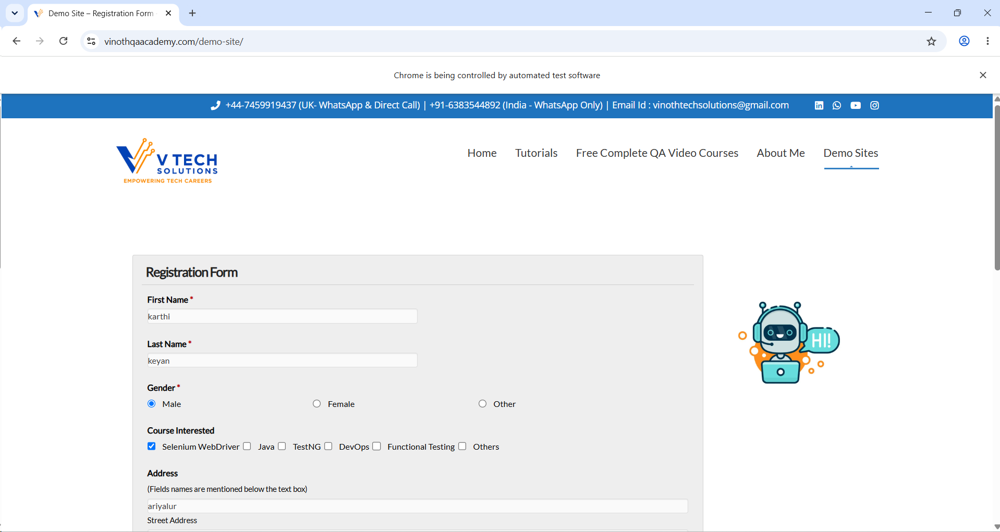 Demo Site – Registration Form
vinothqaacademy.com/demo-site/
Chrome is being controlled by automated test software
+44-7459919437 (UK- WhatsApp & Direct Call) | +91-6383544892 (India - WhatsApp Only) | Email Id : vinothtechsolutions@gmail.com
V TECH
SOLUTIONS
EMPOWERING TECH CAREERS
Home Tutorials Free Complete QA Video Courses About Me Demo Sites
Registration Form
First Name *
karthi
Last Name *
keyan
Gender *
Male Female Other
Course Interested
Selenium WebDriver Java TestNG DevOps Functional Testing Others
HI!
Address
(Fields names are mentioned below the text box)
ariyalur
Street Address